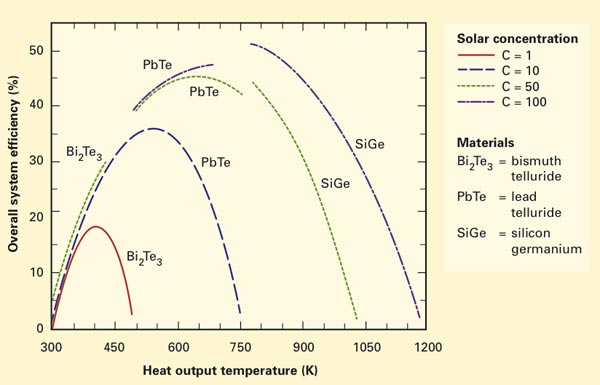 Overall system efficiency (%)
50
40
30
20
10
0
PbTe
PbTe
Bi₂Te₃
PbTe
SiGe
SiGe
Bi₂Te₃
300 450 600 750 900 1050 1200
Heat output temperature (K)
Solar concentration
C = 1
C = 10
C = 50
C = 100
Materials
Bi₂Te₃ = bismuth
telluride
PbTe = lead
telluride
SiGe = silicon
germanium